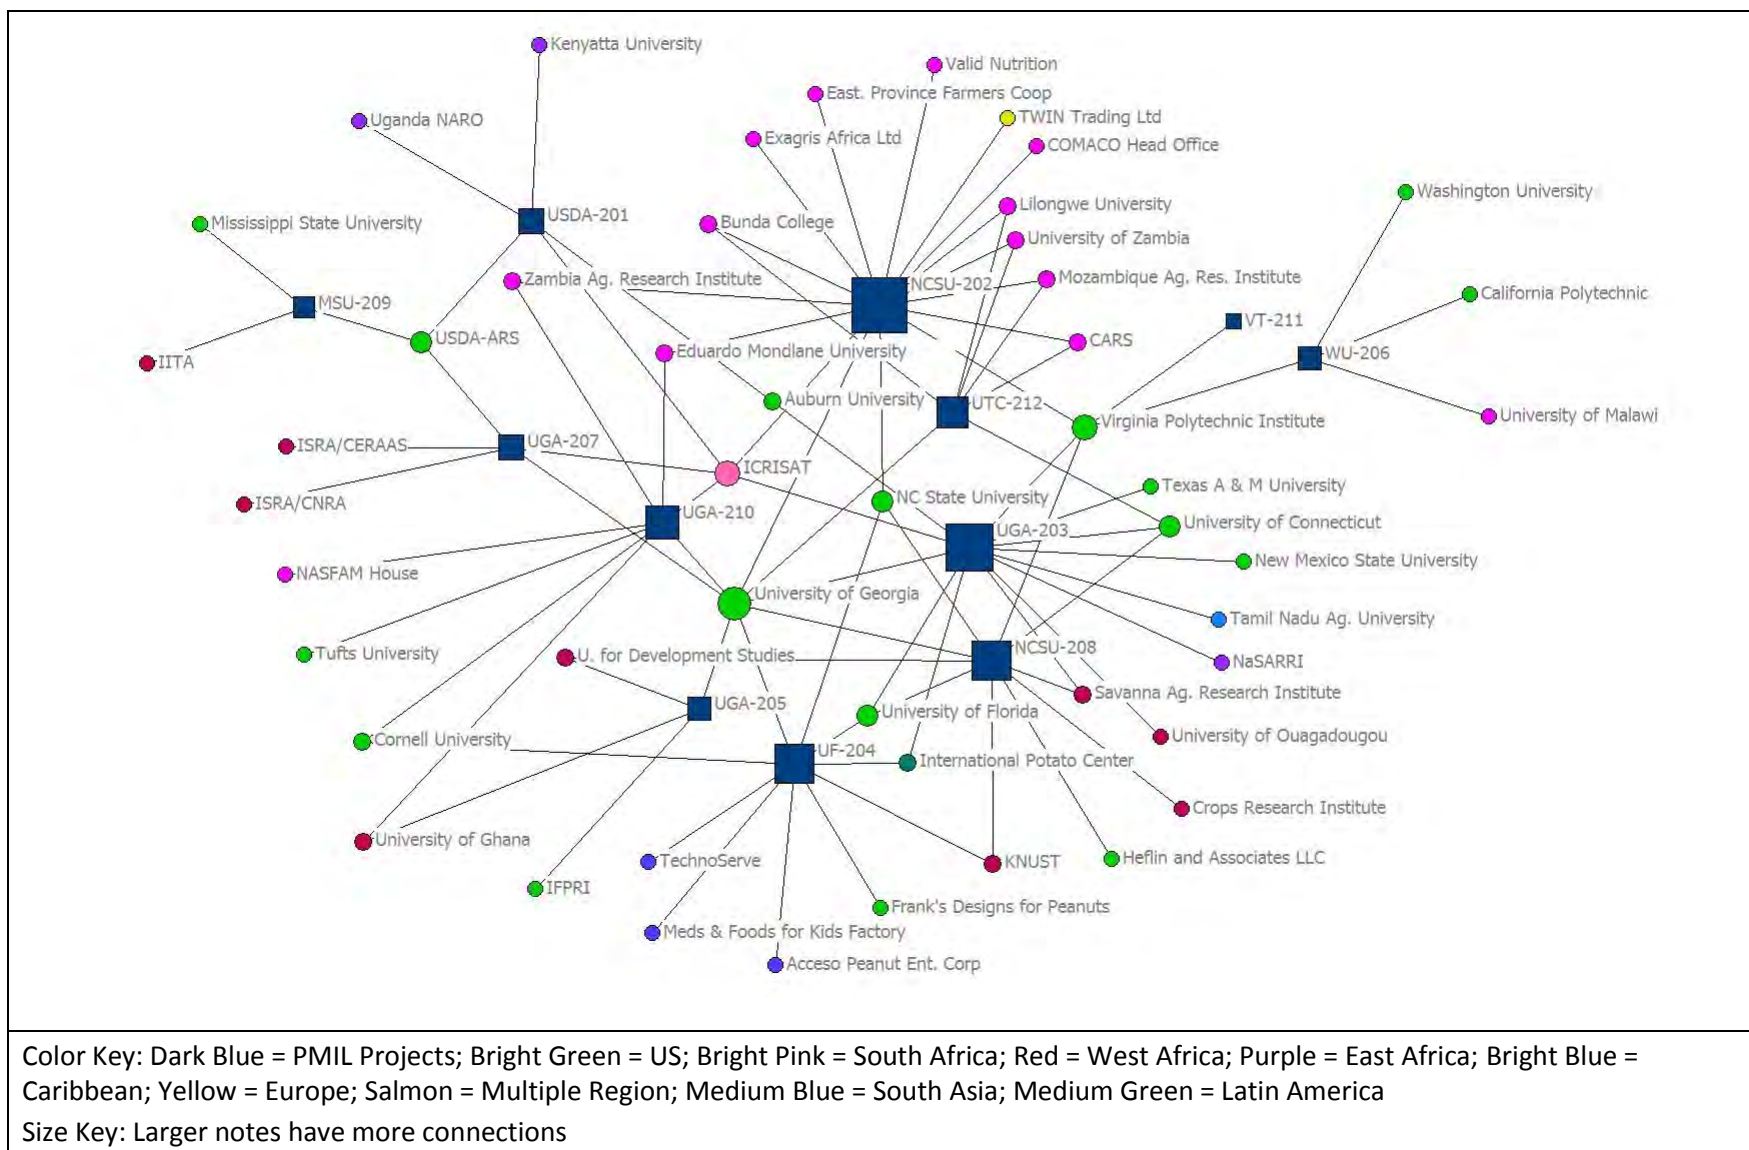 Kenyatta University
Valid Nutrition
East. Province Farmers Coop
Uganda NARO
TWIN Trading Ltd
Exagris Africa Ltd
COMACO Head Office
Washington University
Lilongwe University
USDA-201
Mississippi State University
Bunda College
University of Zambia
Zambia Ag. Research Institute
Mozambique Ag. Res. Institute
NCSU-202
California Polytechnic
MSU-209
VT-211
USDA-ARS
CARS
Eduardo Mondlane University
WU-206
IITA
Auburn University
UTC-212
University of Malawi
Virginia Polytechnic Institute
UGA-207
ISRA/CERAAS
ICRISAT
Texas A & M University
NC State University
ISRA/CNRA
UGA-210
University of Connecticut
UGA-203
New Mexico State University
NASFAM House
University of Georgia
Tamil Nadu Ag. University
NCSU-208
Tufts University
U. for Development Studies
NaSARRI
Savanna Ag. Research Institute
UGA-205
University of Florida
University of Ouagadougou
Cornell University
UF-204
International Potato Center
Crops Research Institute
University of Ghana
Heflin and Associates LLC
TechnoServe
KNUST
IFPRI
Frank's Designs for Peanuts
Meds & Foods for Kids Factory
Acceso Peanut Ent. Corp
Color Key: Dark Blue = PMIL Projects; Bright Green = US; Bright Pink = South Africa; Red = West Africa; Purple = East Africa; Bright Blue =
Caribbean; Yellow = Europe; Salmon = Multiple Region; Medium Blue = South Asia; Medium Green = Latin America
Size Key: Larger notes have more connections